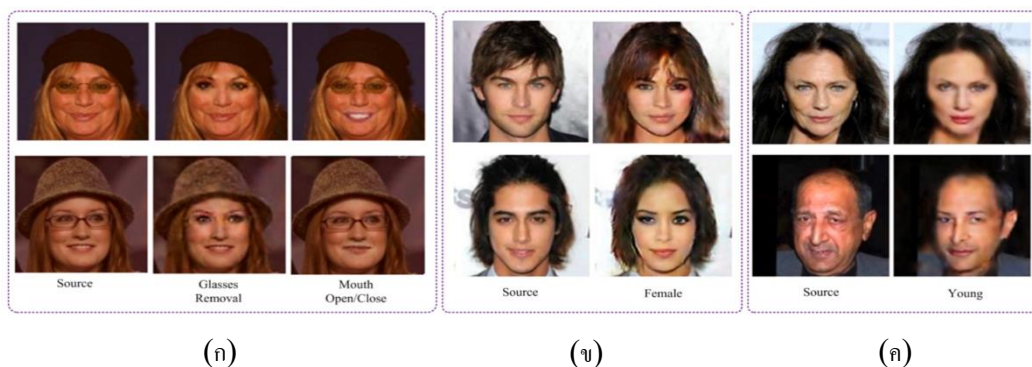 Source Glasses Removal Mouth Open/Close
Source Female
Source Young
(ก) (ข) (ค)